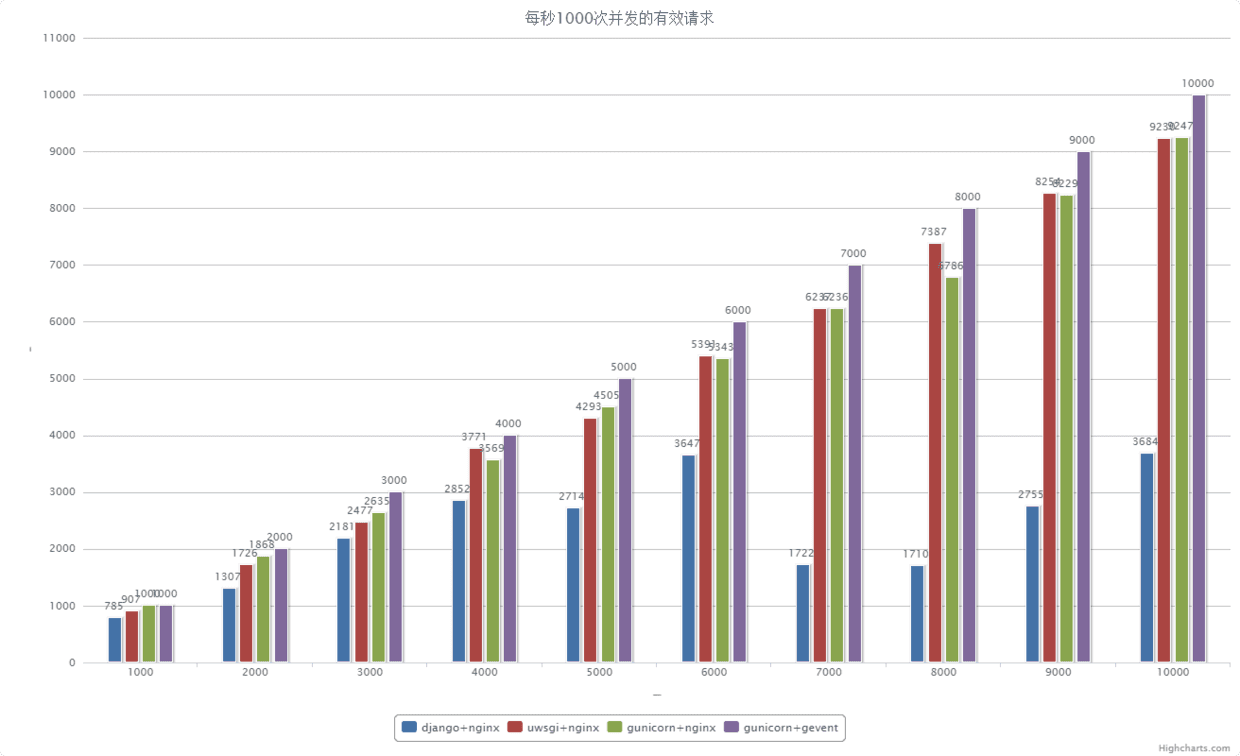 每秒1000次并发的有效请求
11000
10000
9000
8000
7000
6000
5000
4000
3000
2000
1000
0
785 907 1000 1000
1307 1726 1868 2000
2181 2477 2635 3000
2852 3771 3569 4000
2714 4293 4505 5000
3647 5391 5343 6000
1722 6237 6236 7000
1710 7387 6786 8000
2755 8254 8229 9000
3684 9247 10000
1000 2000 3000 4000 5000 6000 7000 8000 9000 10000
django+nginx uwsgi+nginx gunicorn+nginx gunicorn+gevent
Highcharts.com